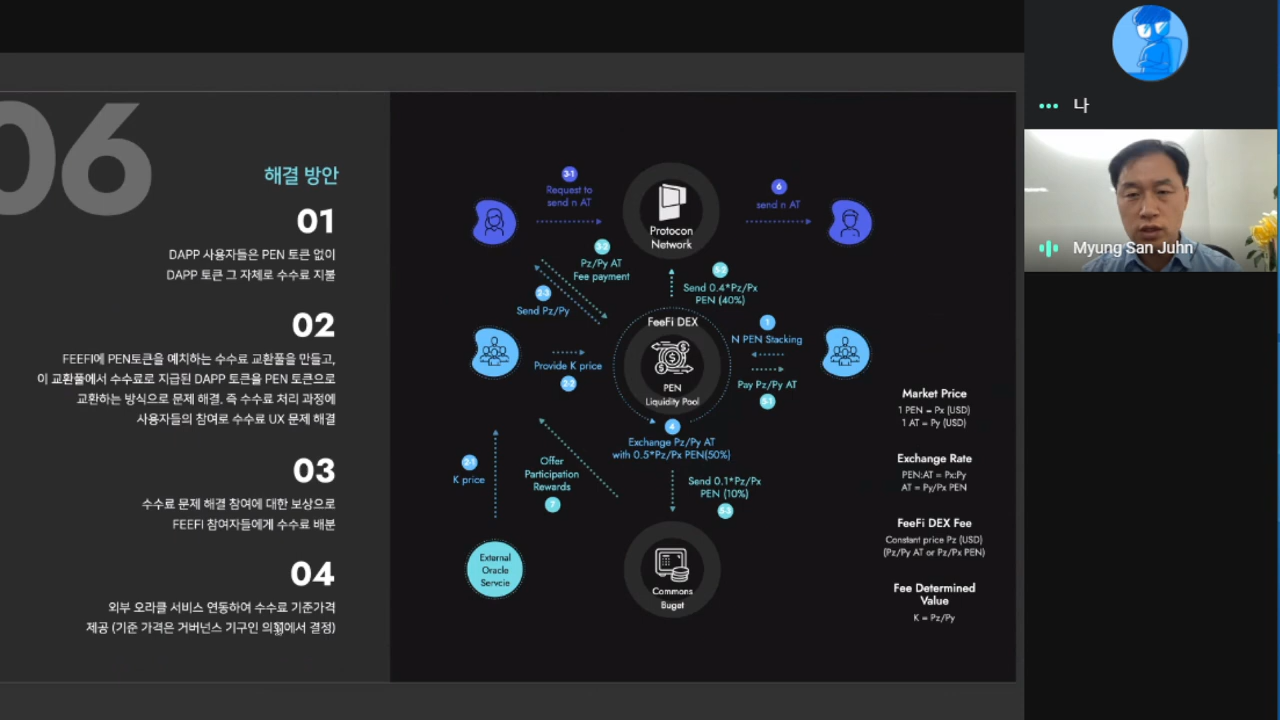 06
해결 방안
01
DAPP 사용자들은 PEN 토큰 없이
DAPP 토큰 그 자체로 수수료 지불
02
FEEFI에 PEN토큰을 예치하는 수수료 교환풀을 만들고,
이 교환풀에서 수수료로 지급된 DAPP 토큰을 PEN 토큰으로
교환하는 방식으로 문제 해결. 즉 수수료 처리 과정에
사용자들의 참여로 수수료 UX 문제 해결
03
수수료 문제 해결 참여에 대한 보상으로
FEEFI 참여자들에게 수수료 배분
04
외부 오라클 서비스 연동하여 수수료 기준가격
제공 (기준 가격은 거버넌스 기구인 의회에서 결정)
3-1
Request to
send n AT
Protocon
Network
6
send n AT
3-2
Pz/Py AT
Fee payment
2-3
Send Pz/Py
5-2
Send 0.4*Pz/Px
PEN (40%)
FeeFi DEX
PEN
Liquidity Pool
1
N PEN Stacking
Pay Pz/Py AT
5-1
Provide K price
2-2
4
Exchange Pz/Py AT
with 0.5*Pz/Px PEN(50%)
2-1
K price
Offer
Participation
Rewards
7
Send 0.1*Pz/Px
PEN (10%)
5-3
External
Oracle
Servcie
Commons
Buget
Market Price
1 PEN = Px (USD)
1 AT = Py (USD)
Exchange Rate
PEN:AT = Px:Py
AT = Py/Px PEN
FeeFi DEX Fee
Constant price Pz (USD)
(Pz/Py AT or Pz/Px PEN)
Fee Determined
Value
K = Pz/Py
나
Myung San Juhn